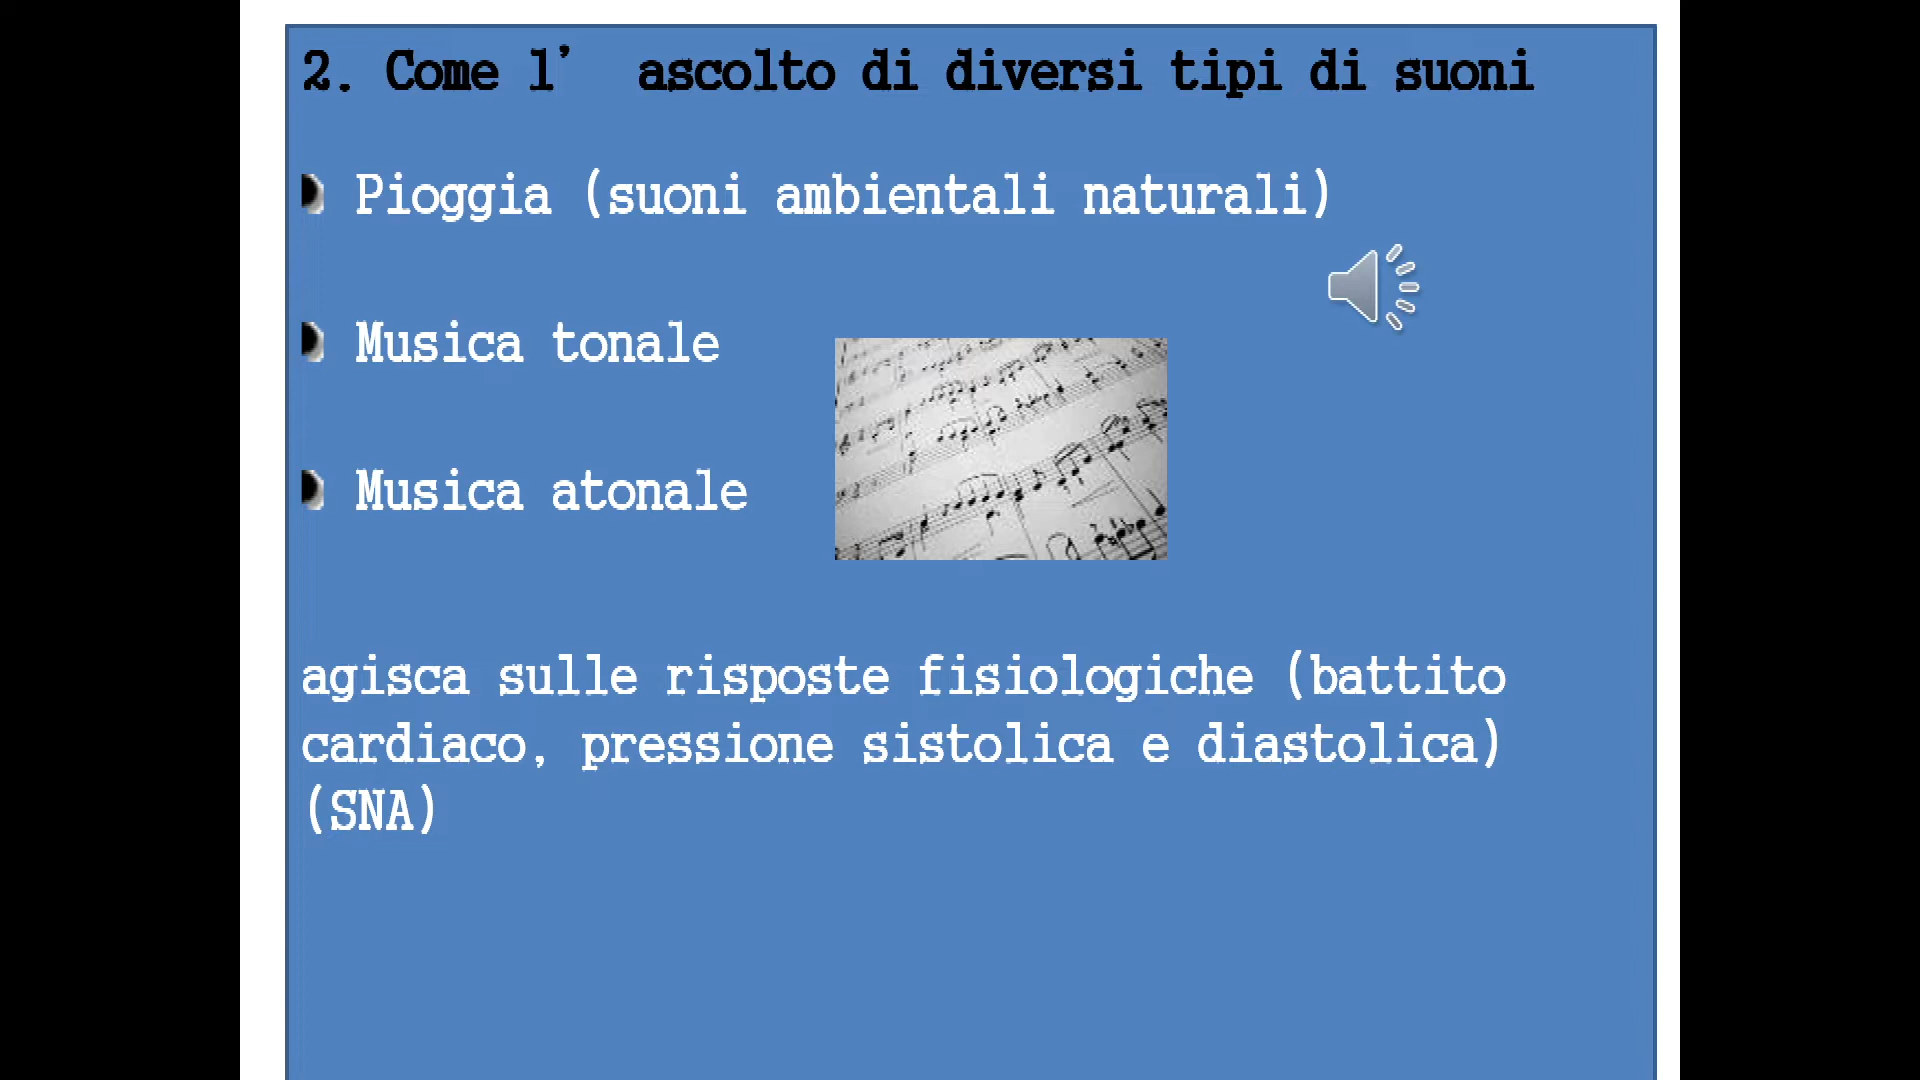 2. Come l’ ascolto di diversi tipi di suoni
Pioggia (suoni ambientali naturali)
Musica tonale
Musica atonale
agisca sulle risposte fisiologiche (battito
cardiaco, pressione sistolica e diastolica)
(SNA)